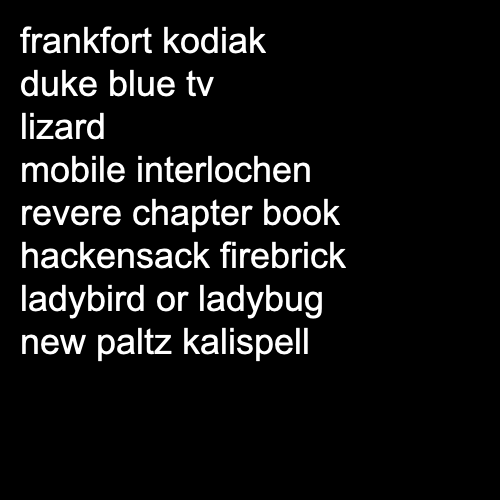 frankfort kodiak
duke blue tv
lizard
mobile interlochen
revere chapter book
hackensack firebrick
ladybird or ladybug
new paltz kalispell